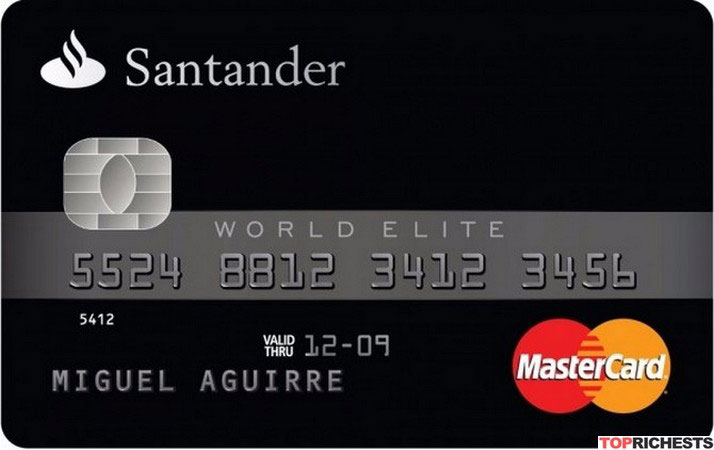 Santander
WORLD ELITE
5524 8812 3412 3456
5412
VALID THRU 12-09
MIGUEL AGUIRRE
MasterCard
TOPRICHESTS